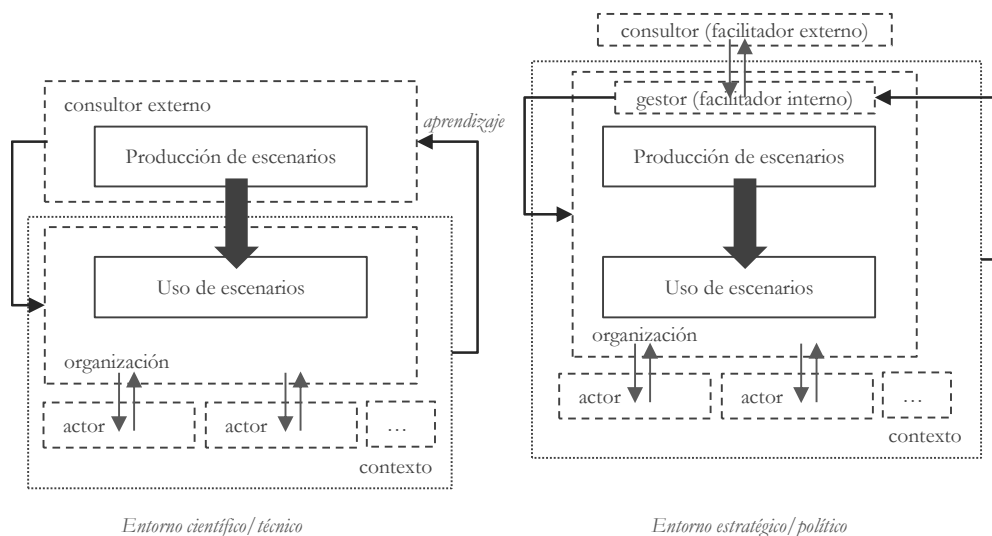 consultor externo
aprendizaje
Producción de escenarios
Uso de escenarios
organización
actor
actor
…
contexto
Entorno científico/técnico
consultor (facilitador externo)
gestor (facilitador interno)
Producción de escenarios
Uso de escenarios
organización
actor
actor
…
contexto
Entorno estratégico/político